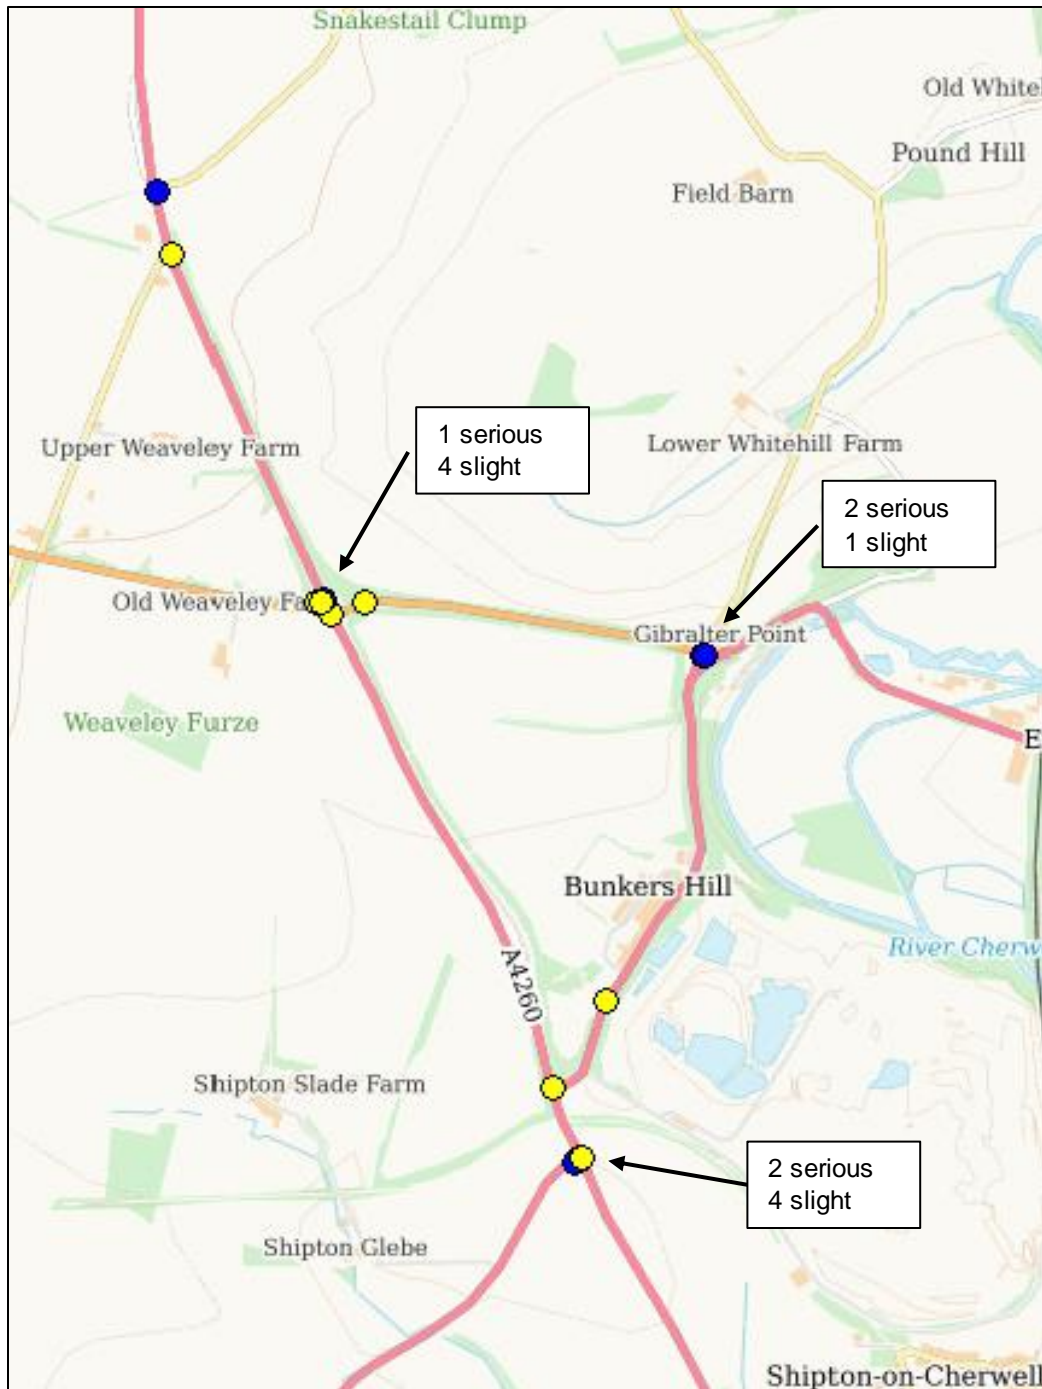 Snakestail Clump
Old Whitel
Pound Hill
Field Barn
1 serious
4 slight
Upper Weaveley Farm
Lower Whitehill Farm
2 serious
1 slight
Old Weaveley Fa
Gibralter Point
Weaveley Furze
E
Bunkers Hill
River Cherw
A4260
Shipton Slade Farm
2 serious
4 slight
Shipton Glebe
Shipton-on-Cherwell